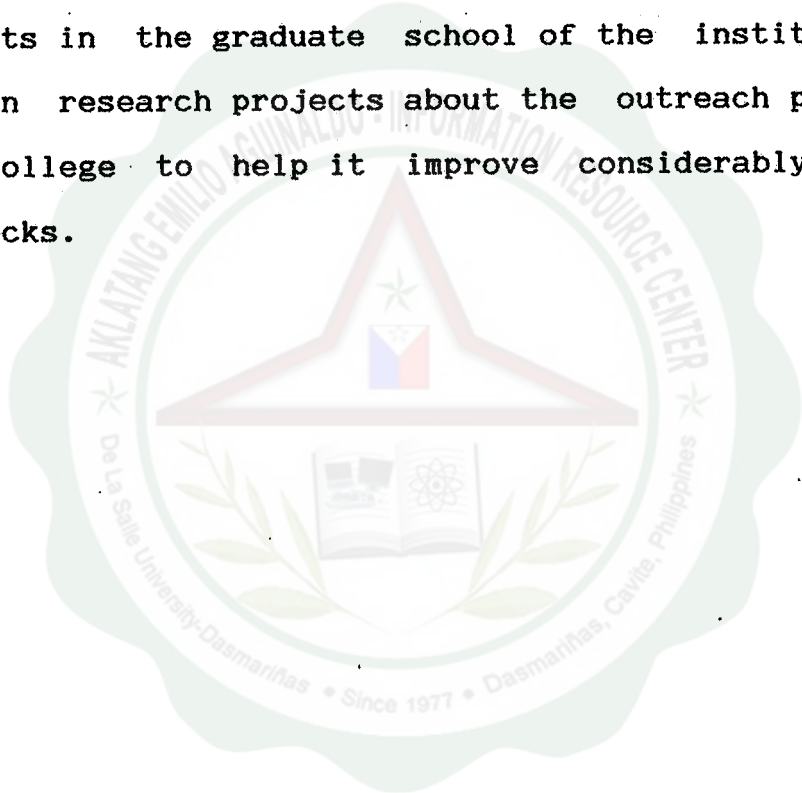 ts in the graduate school of the instit
n research projects about the outreach p
ollege to help it improve considerably
cks.
AKLATANG EMILIO AGUINALDO - INFORMATION RESOURCE CENTER
De La Salle University-Dasmariñas • Since 1977 • Dasmariñas, Cavite, Philippines